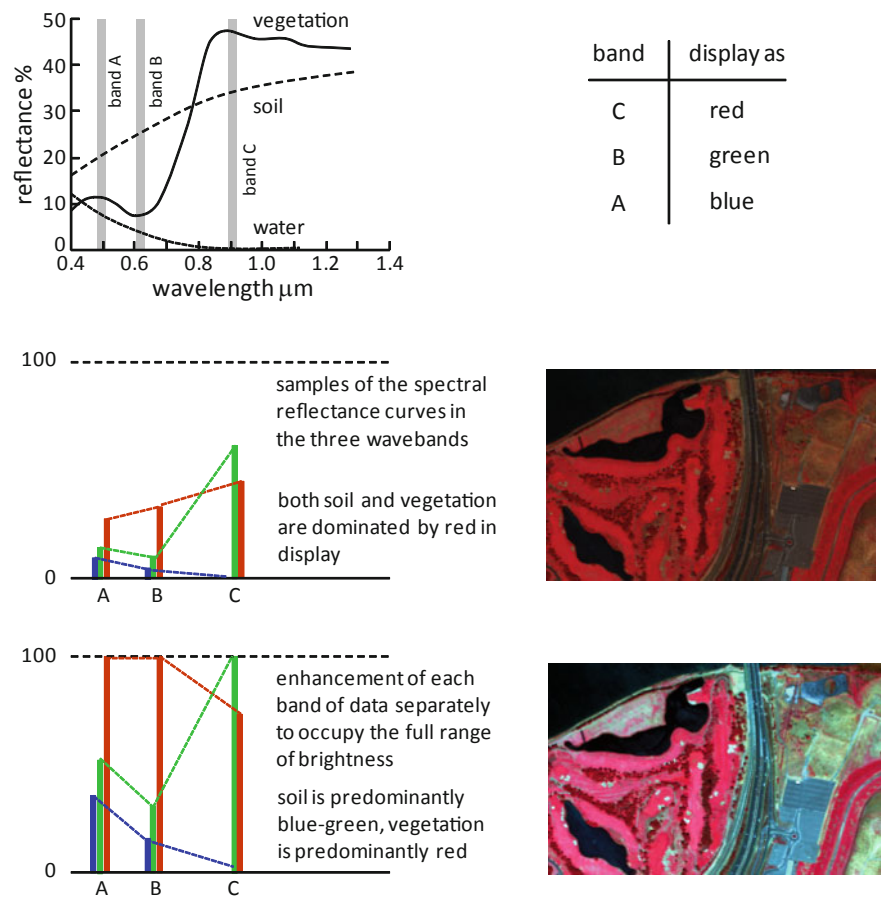 50
40
30
20
10
0
reflectance %
band A
band B
band C
vegetation
soil
water
0.4
0.6
0.8
1.0
1.2
1.4
wavelength μm
band display as
C red
B green
A blue
100
samples of the spectral
reflectance curves in
the three wavebands
both soil and vegetation
are dominated by red in
display
0
A B C
100
enhancement of each
band of data separately
to occupy the full range
of brightness
soil is predominantly
blue-green, vegetation
is predominantly red
0
A B C